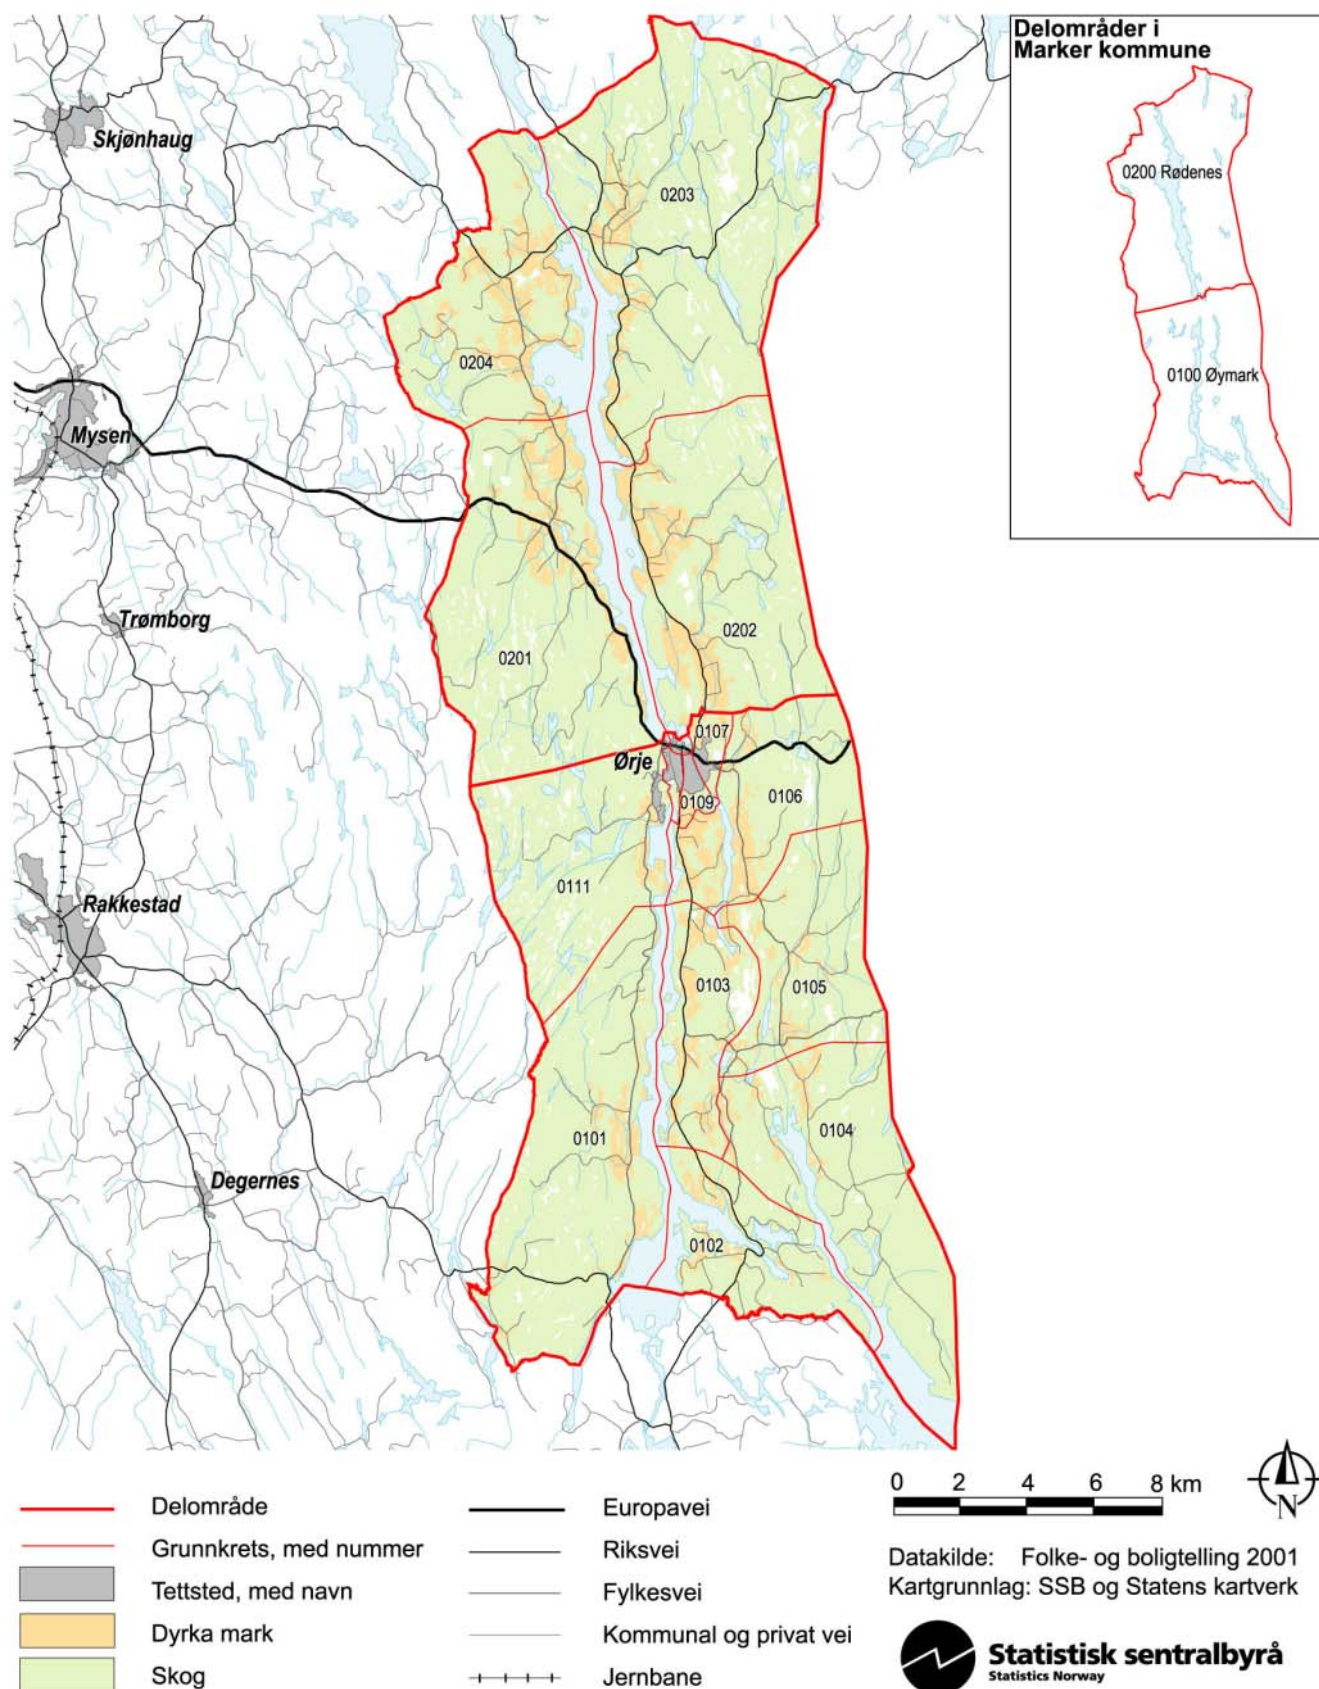 Delområder i
Marker kommune
0200 Rødenes
0100 Øymark
Skjønhaug
0203
0204
Mysen
Trømborg
0202
0201
0107
Ørje
0109
0106
0111
Rakkestad
0103
0105
0101
0104
Degernes
0102
Delområde
Grunnkrets, med nummer
Tettsted, med navn
Dyrka mark
Skog
Europavei
Riksvei
Fylkesvei
Kommunal og privat vei
Jernbane
0 2 4 6 8 km
N
Datakilde: Folke- og boligtelling 2001
Kartgrunnlag: SSB og Statens kartverk
Statistisk sentralbyrå
Statistics Norway